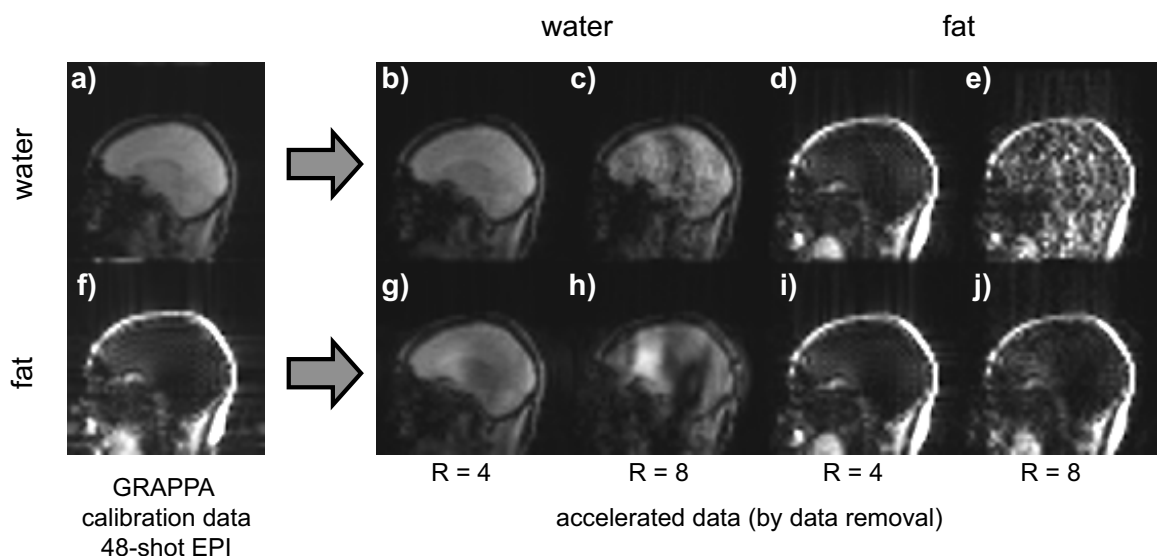 water
fat
a)
b)
c)
d)
e)
water
f)
g)
h)
i)
j)
fat
R = 4
R = 8
R = 4
R = 8
GRAPPA
calibration data
48-shot EPI
accelerated data (by data removal)